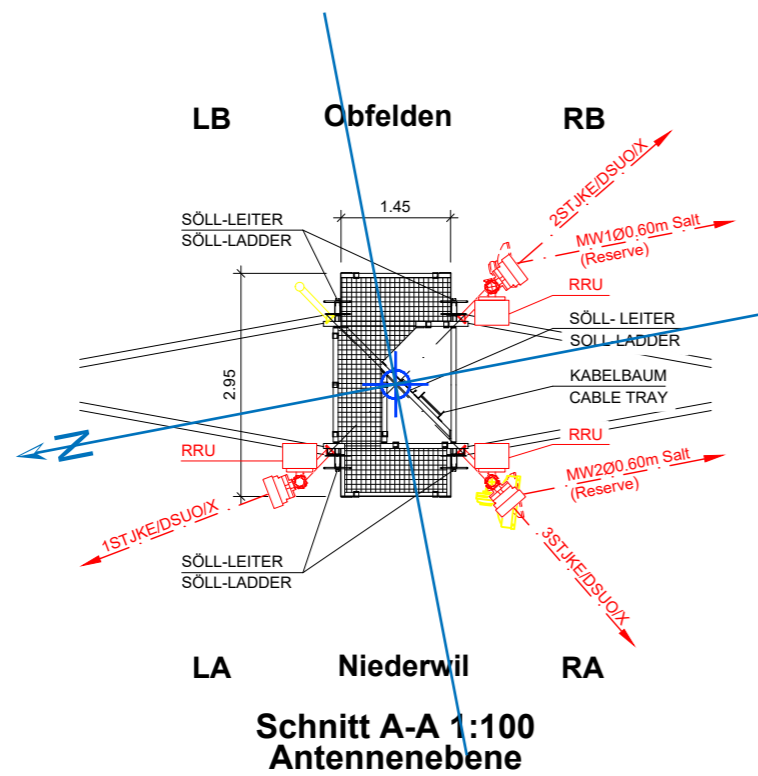 LB
Obfelden
RB
2STJKE/DSUO/X
1.45
SÖLL-LEITER
SÖLL-LADDER
MW1Ø0.60m Salt
(Reserve)
RRU
SÖLL- LEITER
SOLL-LADDER
2.95
KABELBAUM
CABLE TRAY
N
RRU
RRU
MW2Ø0.60m Salt
(Reserve)
1STJKE/DSUO/X
3STJKE/DSUO/X
SÖLL-LEITER
SÖLL-LADDER
LA
Niederwil
RA
Schnitt A-A 1:100
Antennenebene